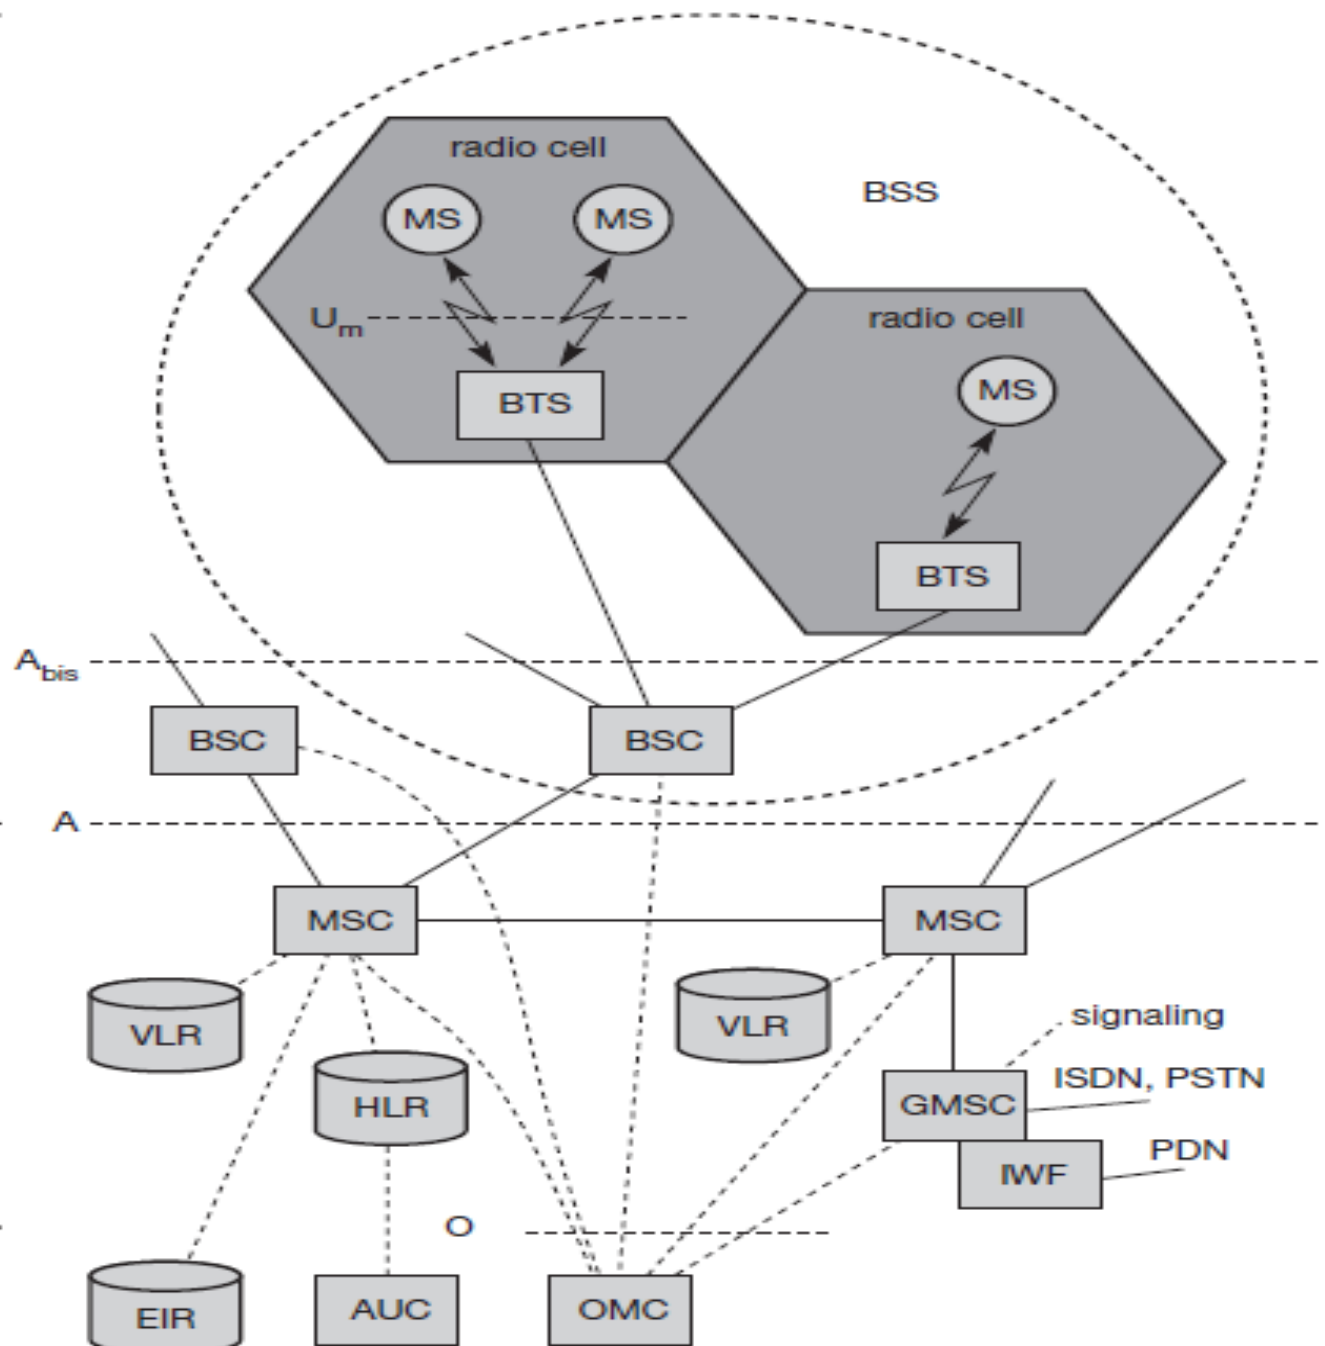 radio cell
BSS
MS MS
radio cell
Um
MS
BTS
BTS
Abis
BSC BSC
A
MSC MSC
VLR VLR
signaling
ISDN, PSTN
HLR GMSC
PDN
IWF
O
EIR AUC OMC